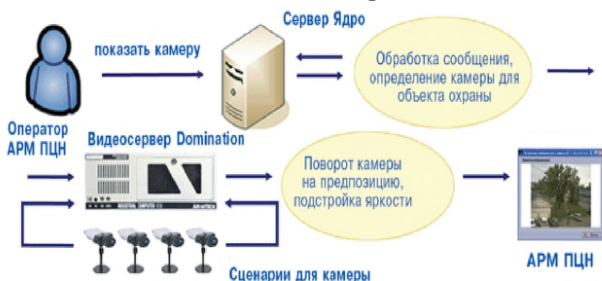 Сервер Ядро
показать камеру
Обработка сообщения,
определение камеры для
объекта охраны
Оператор
АРМ ПЦН
Видеосервер Domination
Поворот камеры
на предпозицию,
подстройка яркости
Сценарии для камеры
АРМ ПЦН